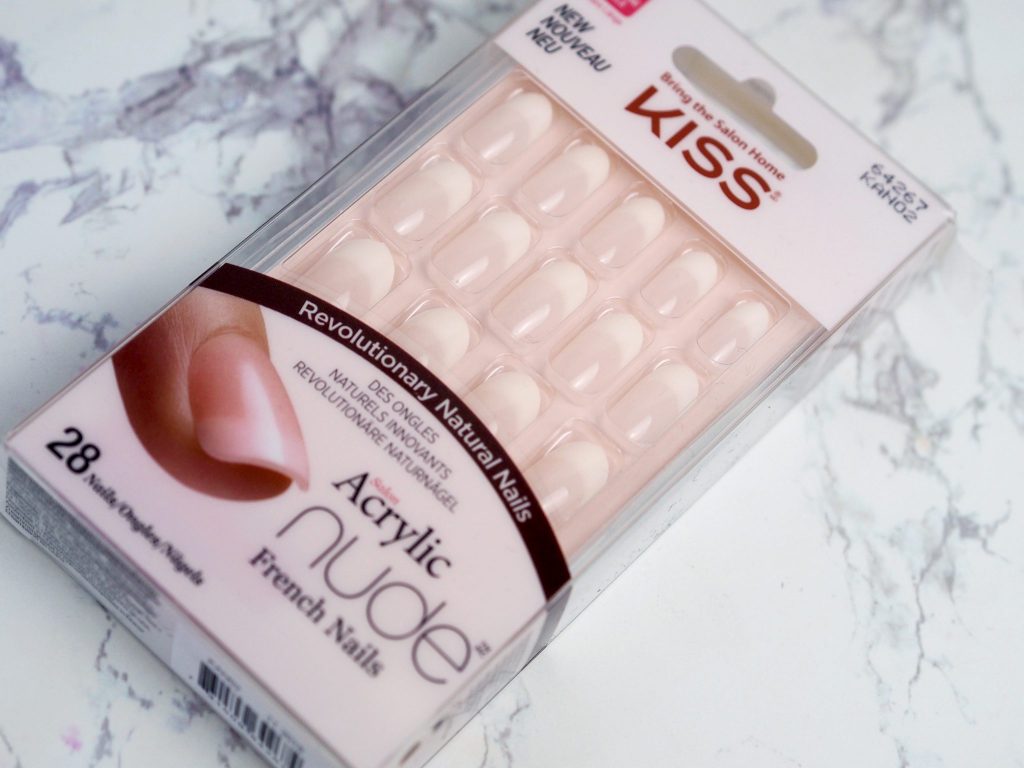 NEW
NOUVEAU
NEU
Bring the Salon Home
KISS
64267
KAN02
Revolutionary Natural Nails
DES ONGLES
NATURELS INNOVANTS
REVOLUTIONÄRE NATURNÄGEL
Salon
Acrylic
nude
French Nails
28 Nails/Ongles/Nägels